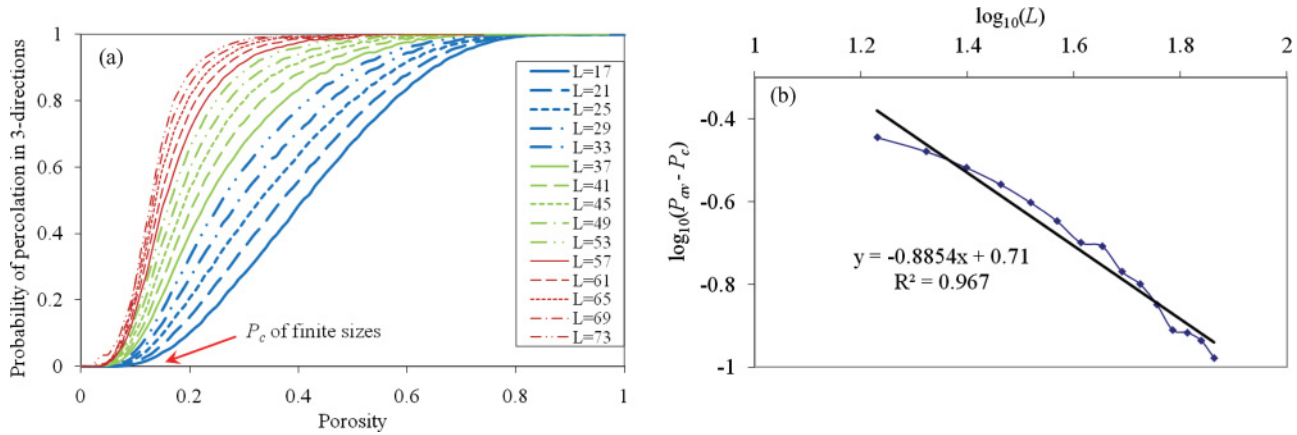 (a)
Probability of percolation in 3-directions
1
0.8
0.6
0.4
0.2
0
0 0.2 0.4 0.6 0.8 1
Porosity
P_c of finite sizes
L=17
L=21
L=25
L=29
L=33
L=37
L=41
L=45
L=49
L=53
L=57
L=61
L=65
L=69
L=73
log₁₀(L)
1 1.2 1.4 1.6 1.8 2
(b)
-0.4
-0.6
-0.8
-1
log₁₀(P_av - P_c)
y = -0.8854x + 0.71
R² = 0.967